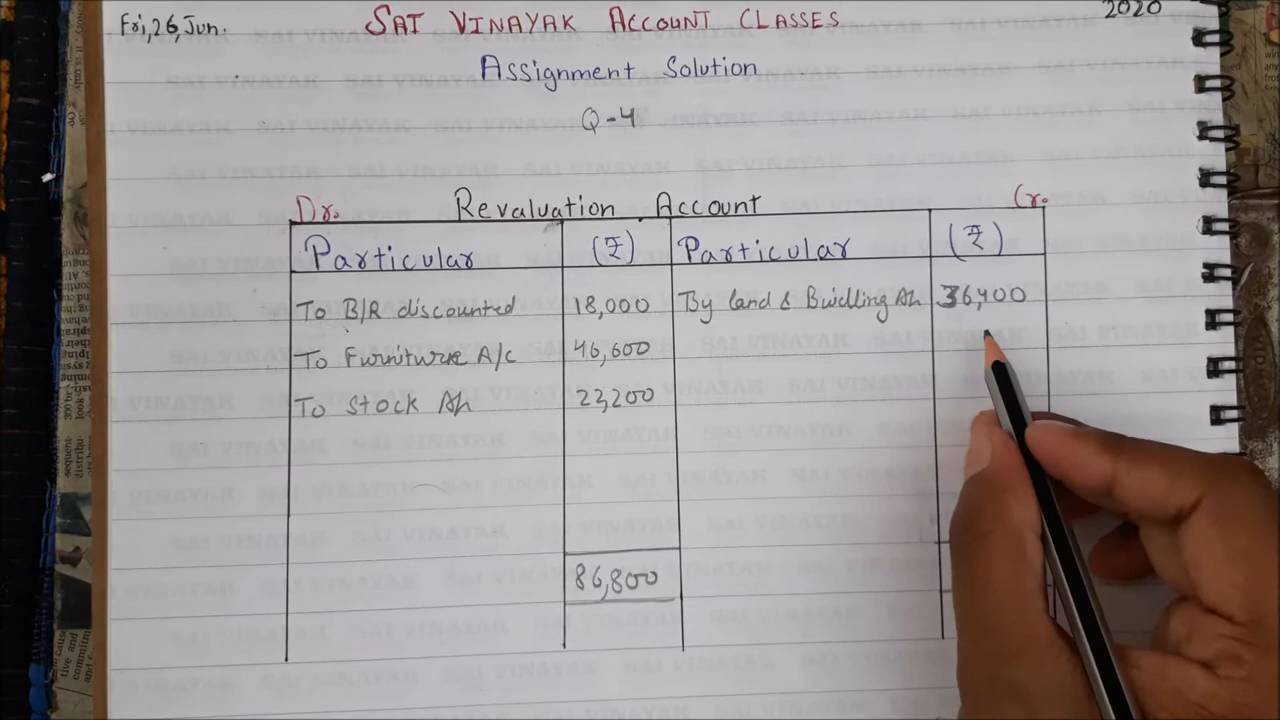 Fri,26,Jun.
SAI VINAYAK ACCOUNT CLASSES
2020
Assignment Solution
Q-4
Dr. Revaluation Account Cr.
Particular (₹) Particular (₹)
To B/R discounted 18,000 By Land & Buidling A/c 36,400
To Furniture A/c 46,600
To Stock A/c 22,200
86,800